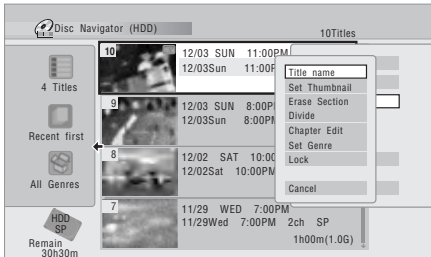 Disc Navigator (HDD)
10Titles
10
12/03 SUN 11:00PM
12/03Sun 11:00P
4 Titles
9
12/03 SUN 8:00P
12/03Sun 8:00PM
Recent first
8
12/02 SAT 10:00
12/02Sat 10:00PM
All Genres
7
11/29 WED 7:00PM
11/29Wed 7:00PM 2ch SP
1h00m(1.0G)
HDD
SP
Remain
30h30m
Title name
Set Thumbnail
Erase Section
Divide
Chapter Edit
Set Genre
Lock
Cancel